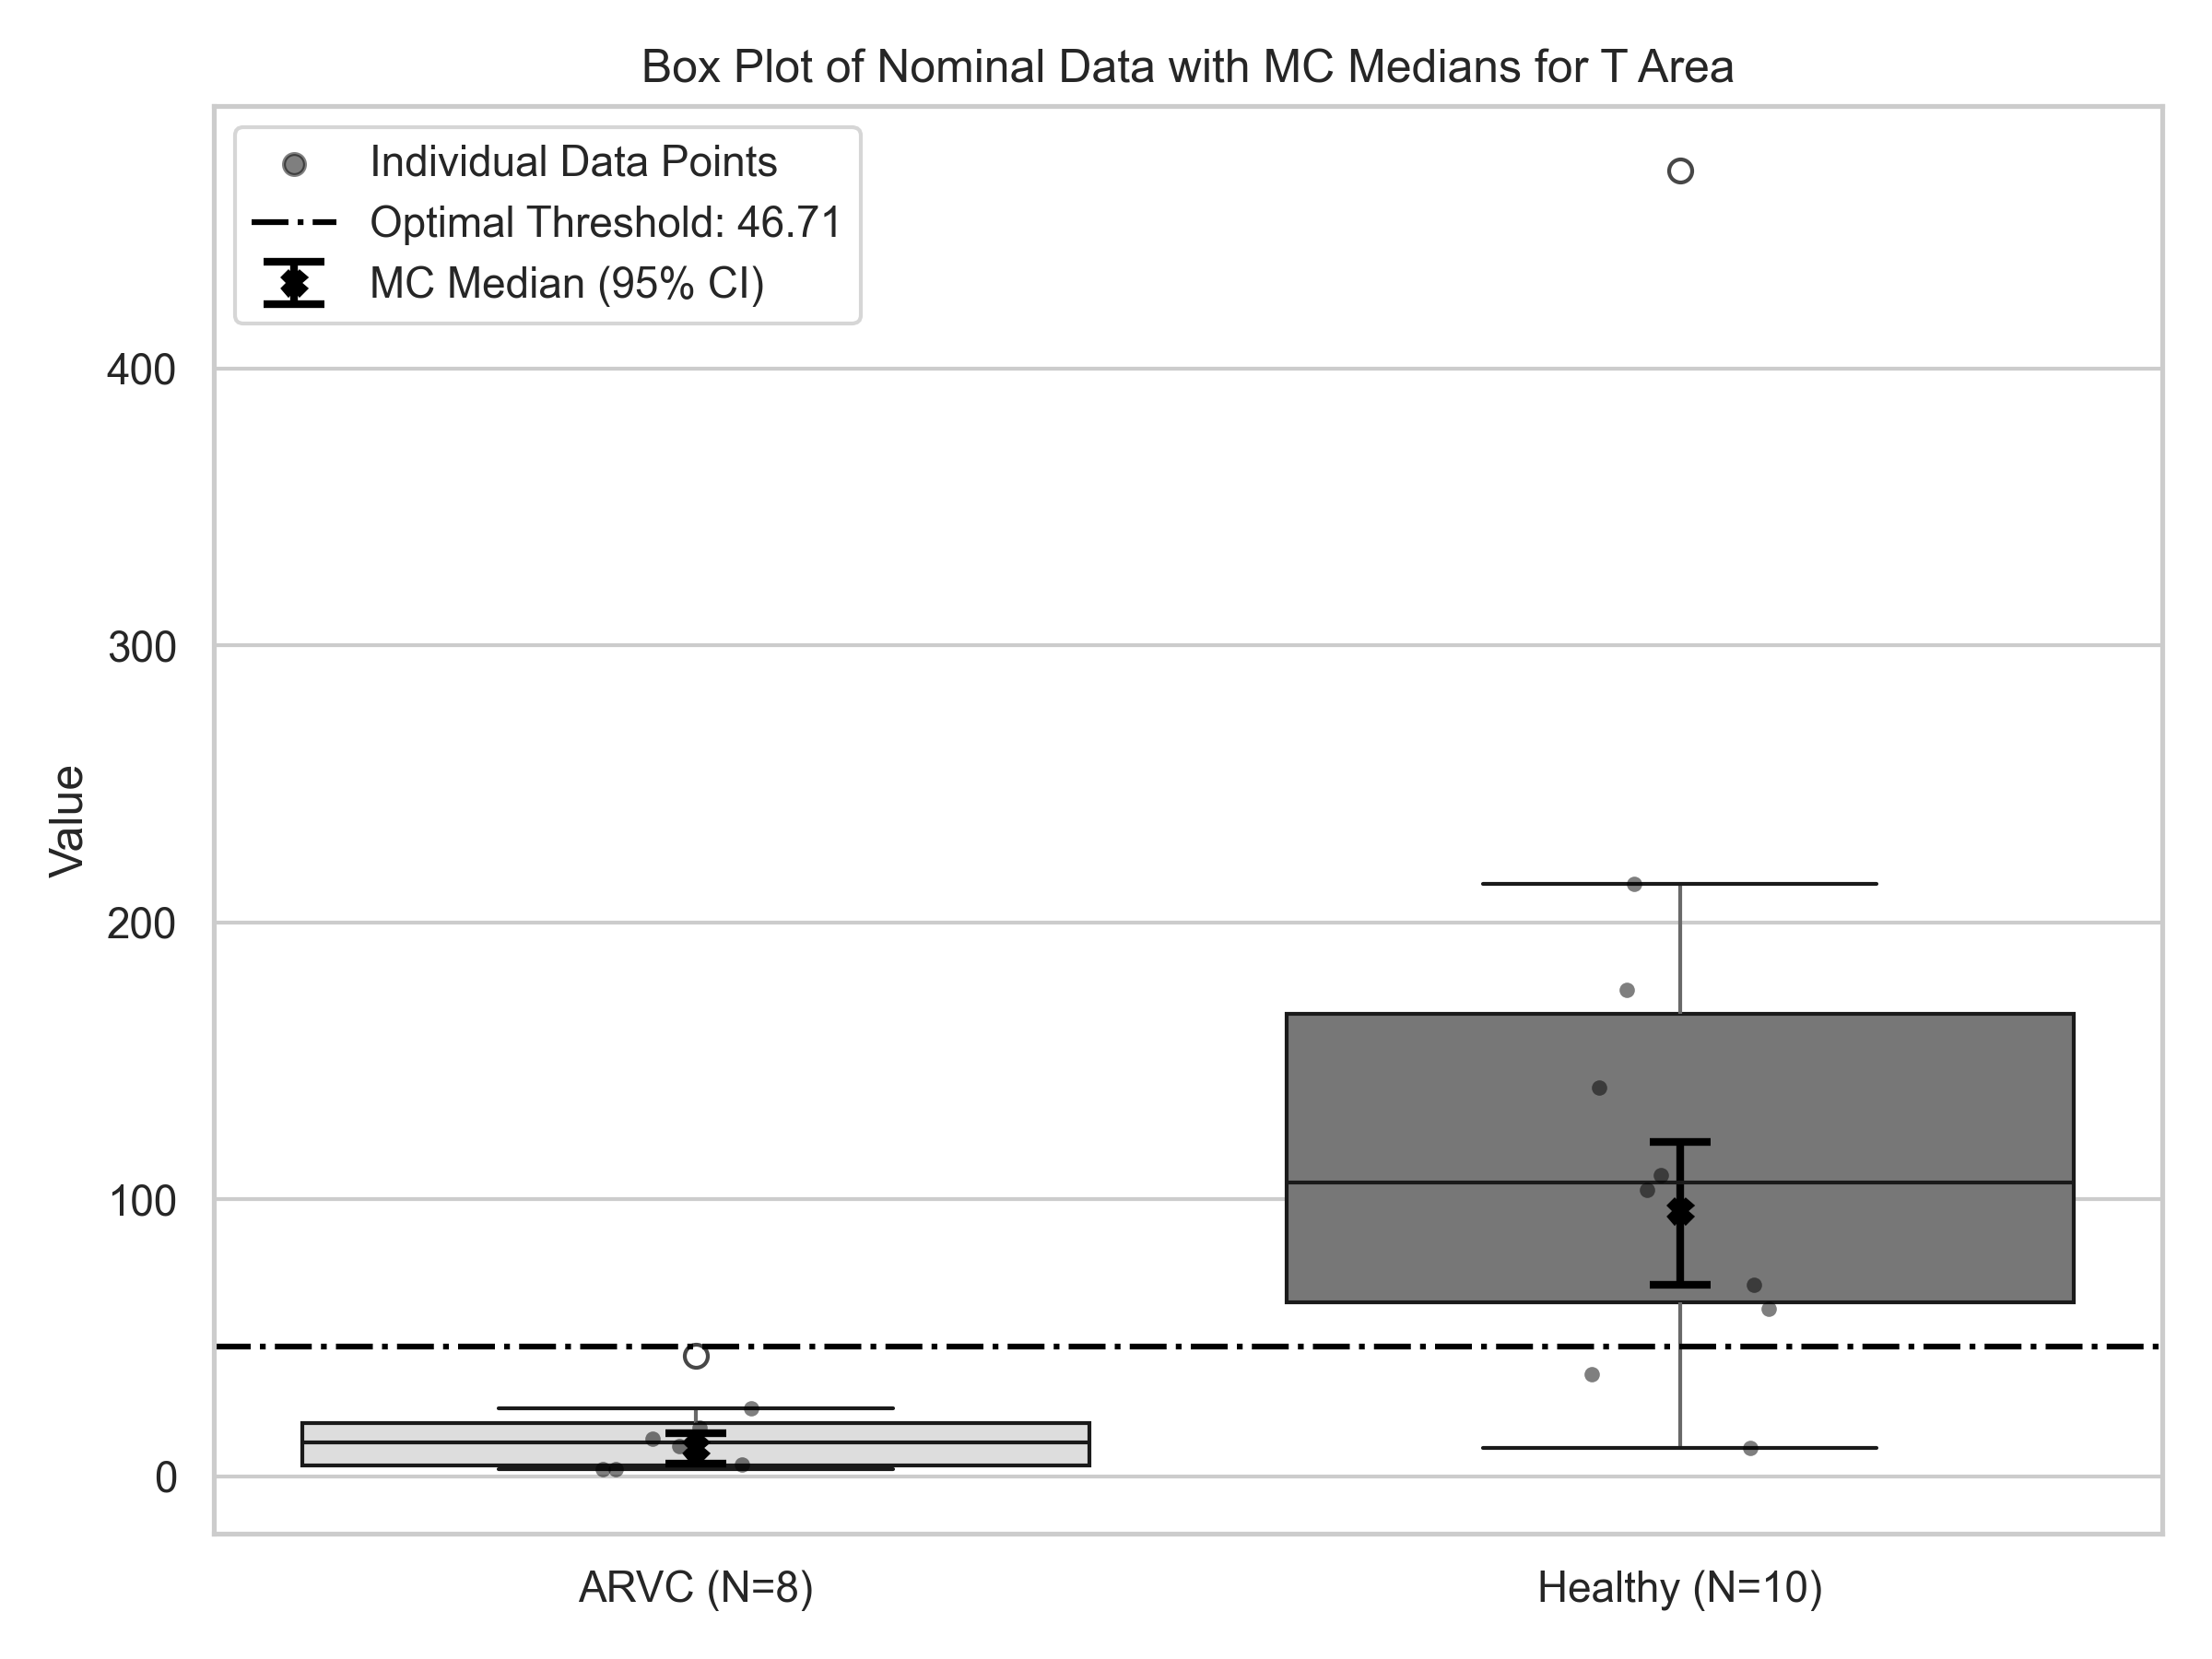 Box Plot of Nominal Data with MC Medians for T Area
Individual Data Points
Optimal Threshold: 46.71
MC Median (95% CI)
400
300
200
100
0
Value
ARVC (N=8)
Healthy (N=10)